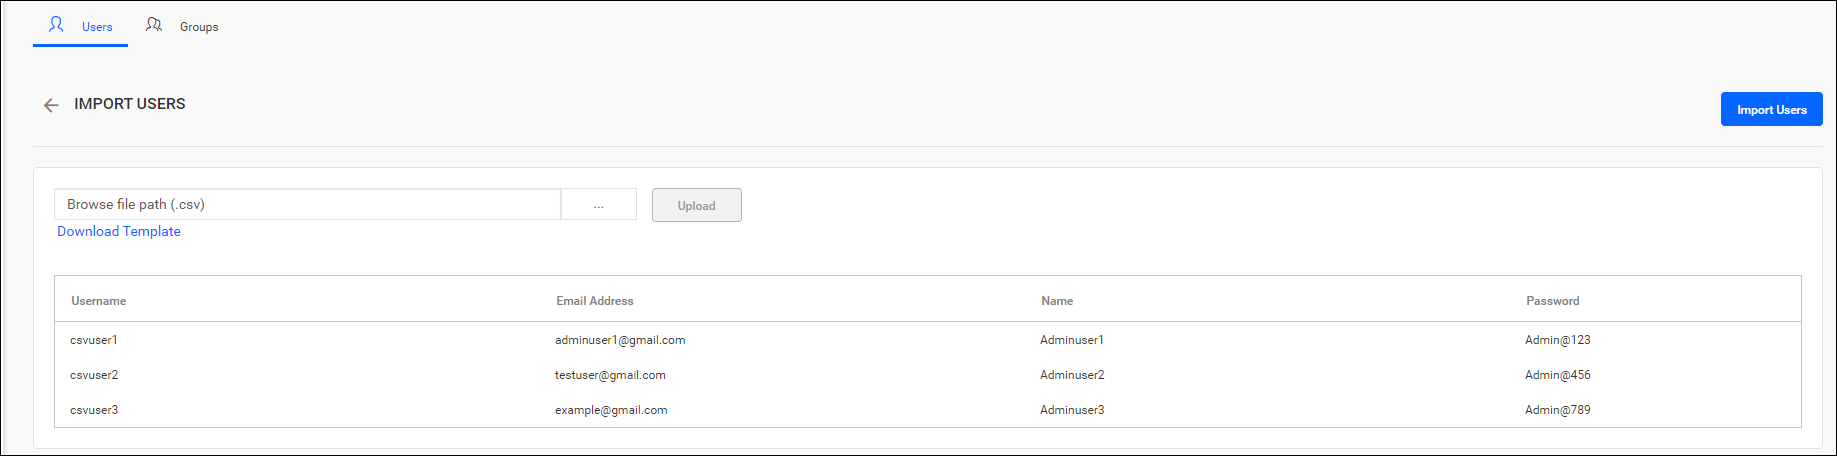 Users Groups
IMPORT USERS Import Users
Browse file path (.csv) ... Upload
Download Template
Username Email Address Name Password
csvuser1 adminuser1@gmail.com Adminuser1 Admin@123
csvuser2 testuser@gmail.com Adminuser2 Admin@456
csvuser3 example@gmail.com Adminuser3 Admin@789